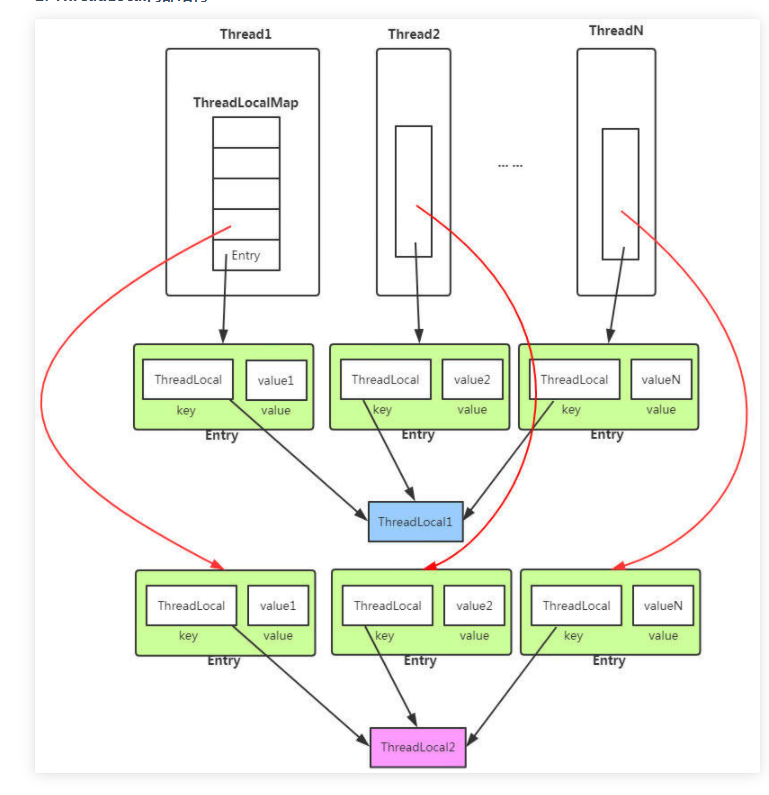 Thread1
Thread2
ThreadN
ThreadLocalMap
... ...
Entry
ThreadLocal
value1
ThreadLocal
value2
ThreadLocal
valueN
key
value
key
value
key
value
Entry
Entry
Entry
ThreadLocal1
ThreadLocal
value1
ThreadLocal
value2
ThreadLocal
valueN
key
value
key
value
key
value
Entry
Entry
Entry
ThreadLocal2